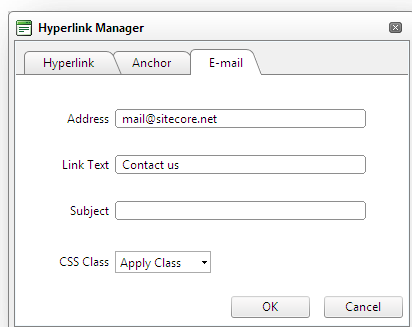 Hyperlink Manager
Hyperlink Anchor E-mail
Address mail@sitecore.net
Link Text Contact us
Subject
CSS Class Apply Class
OK Cancel